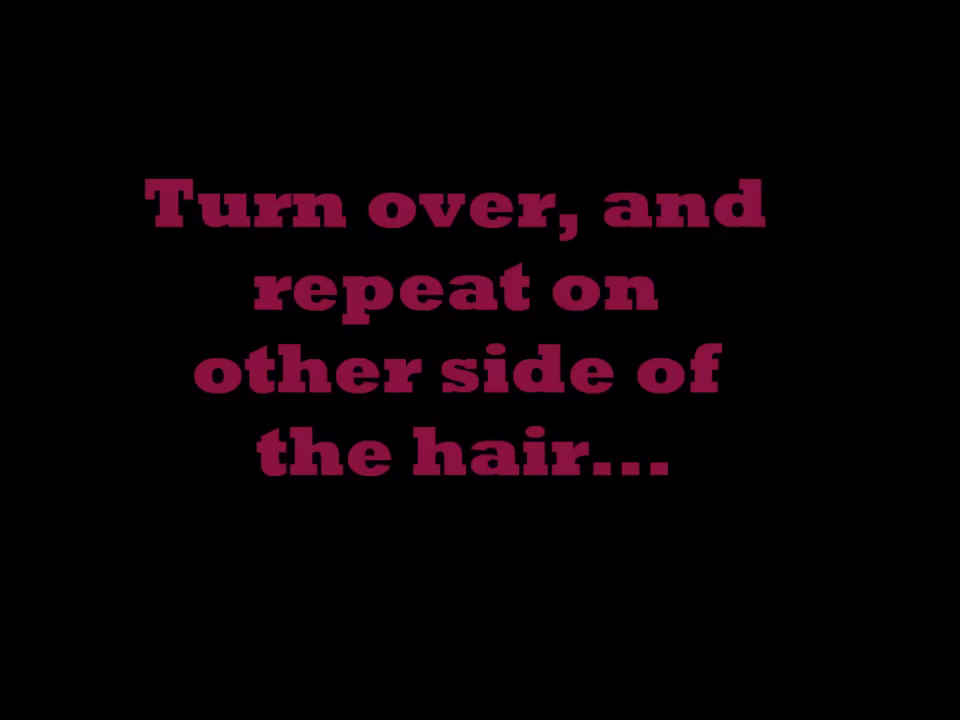 Turn over, and
repeat on
other side of
the hair...